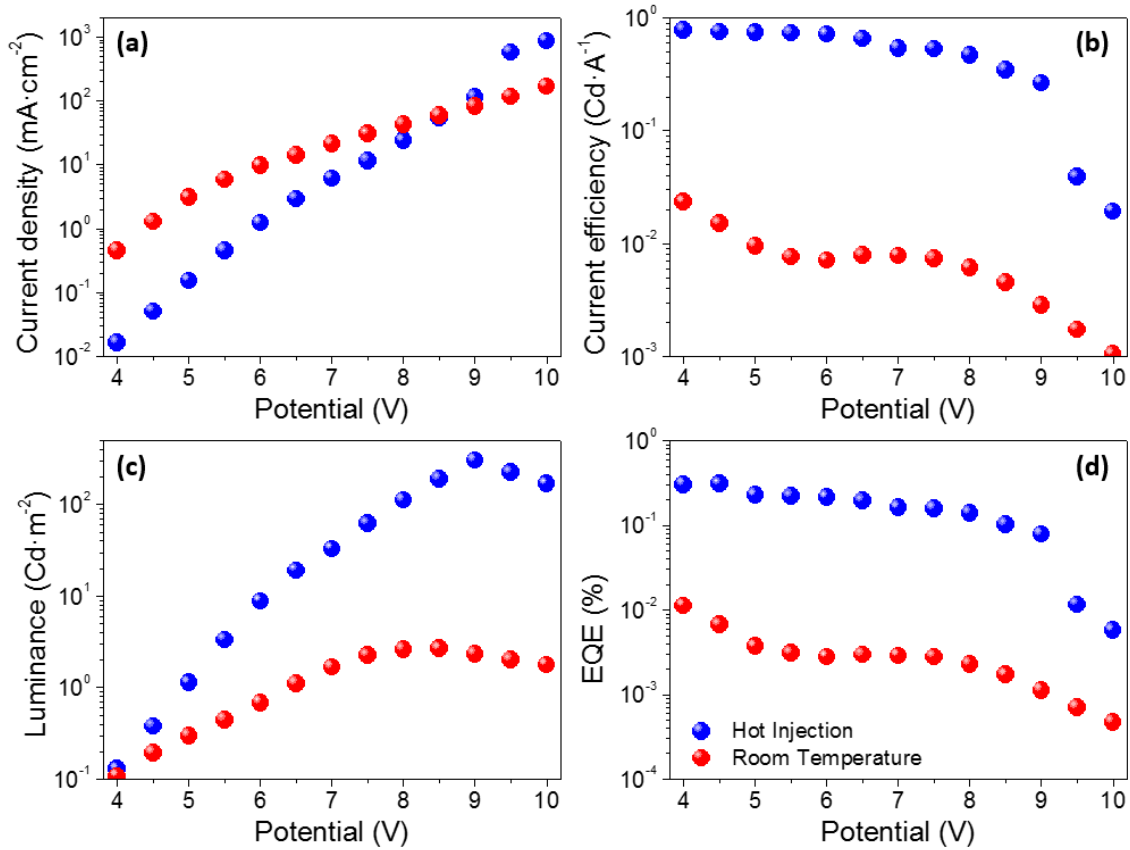 (a)
Current density (mA·cm⁻²)
10³
10²
10¹
10⁰
10⁻¹
10⁻²
4 5 6 7 8 9 10
Potential (V)
(b)
Current efficiency (Cd·A⁻¹)
10⁰
10⁻¹
10⁻²
10⁻³
4 5 6 7 8 9 10
Potential (V)
(c)
Luminance (Cd·m⁻²)
10²
10¹
10⁰
10⁻¹
4 5 6 7 8 9 10
Potential (V)
(d)
EQE (%)
10⁰
10⁻¹
10⁻²
10⁻³
10⁻⁴
Hot Injection
Room Temperature
4 5 6 7 8 9 10
Potential (V)